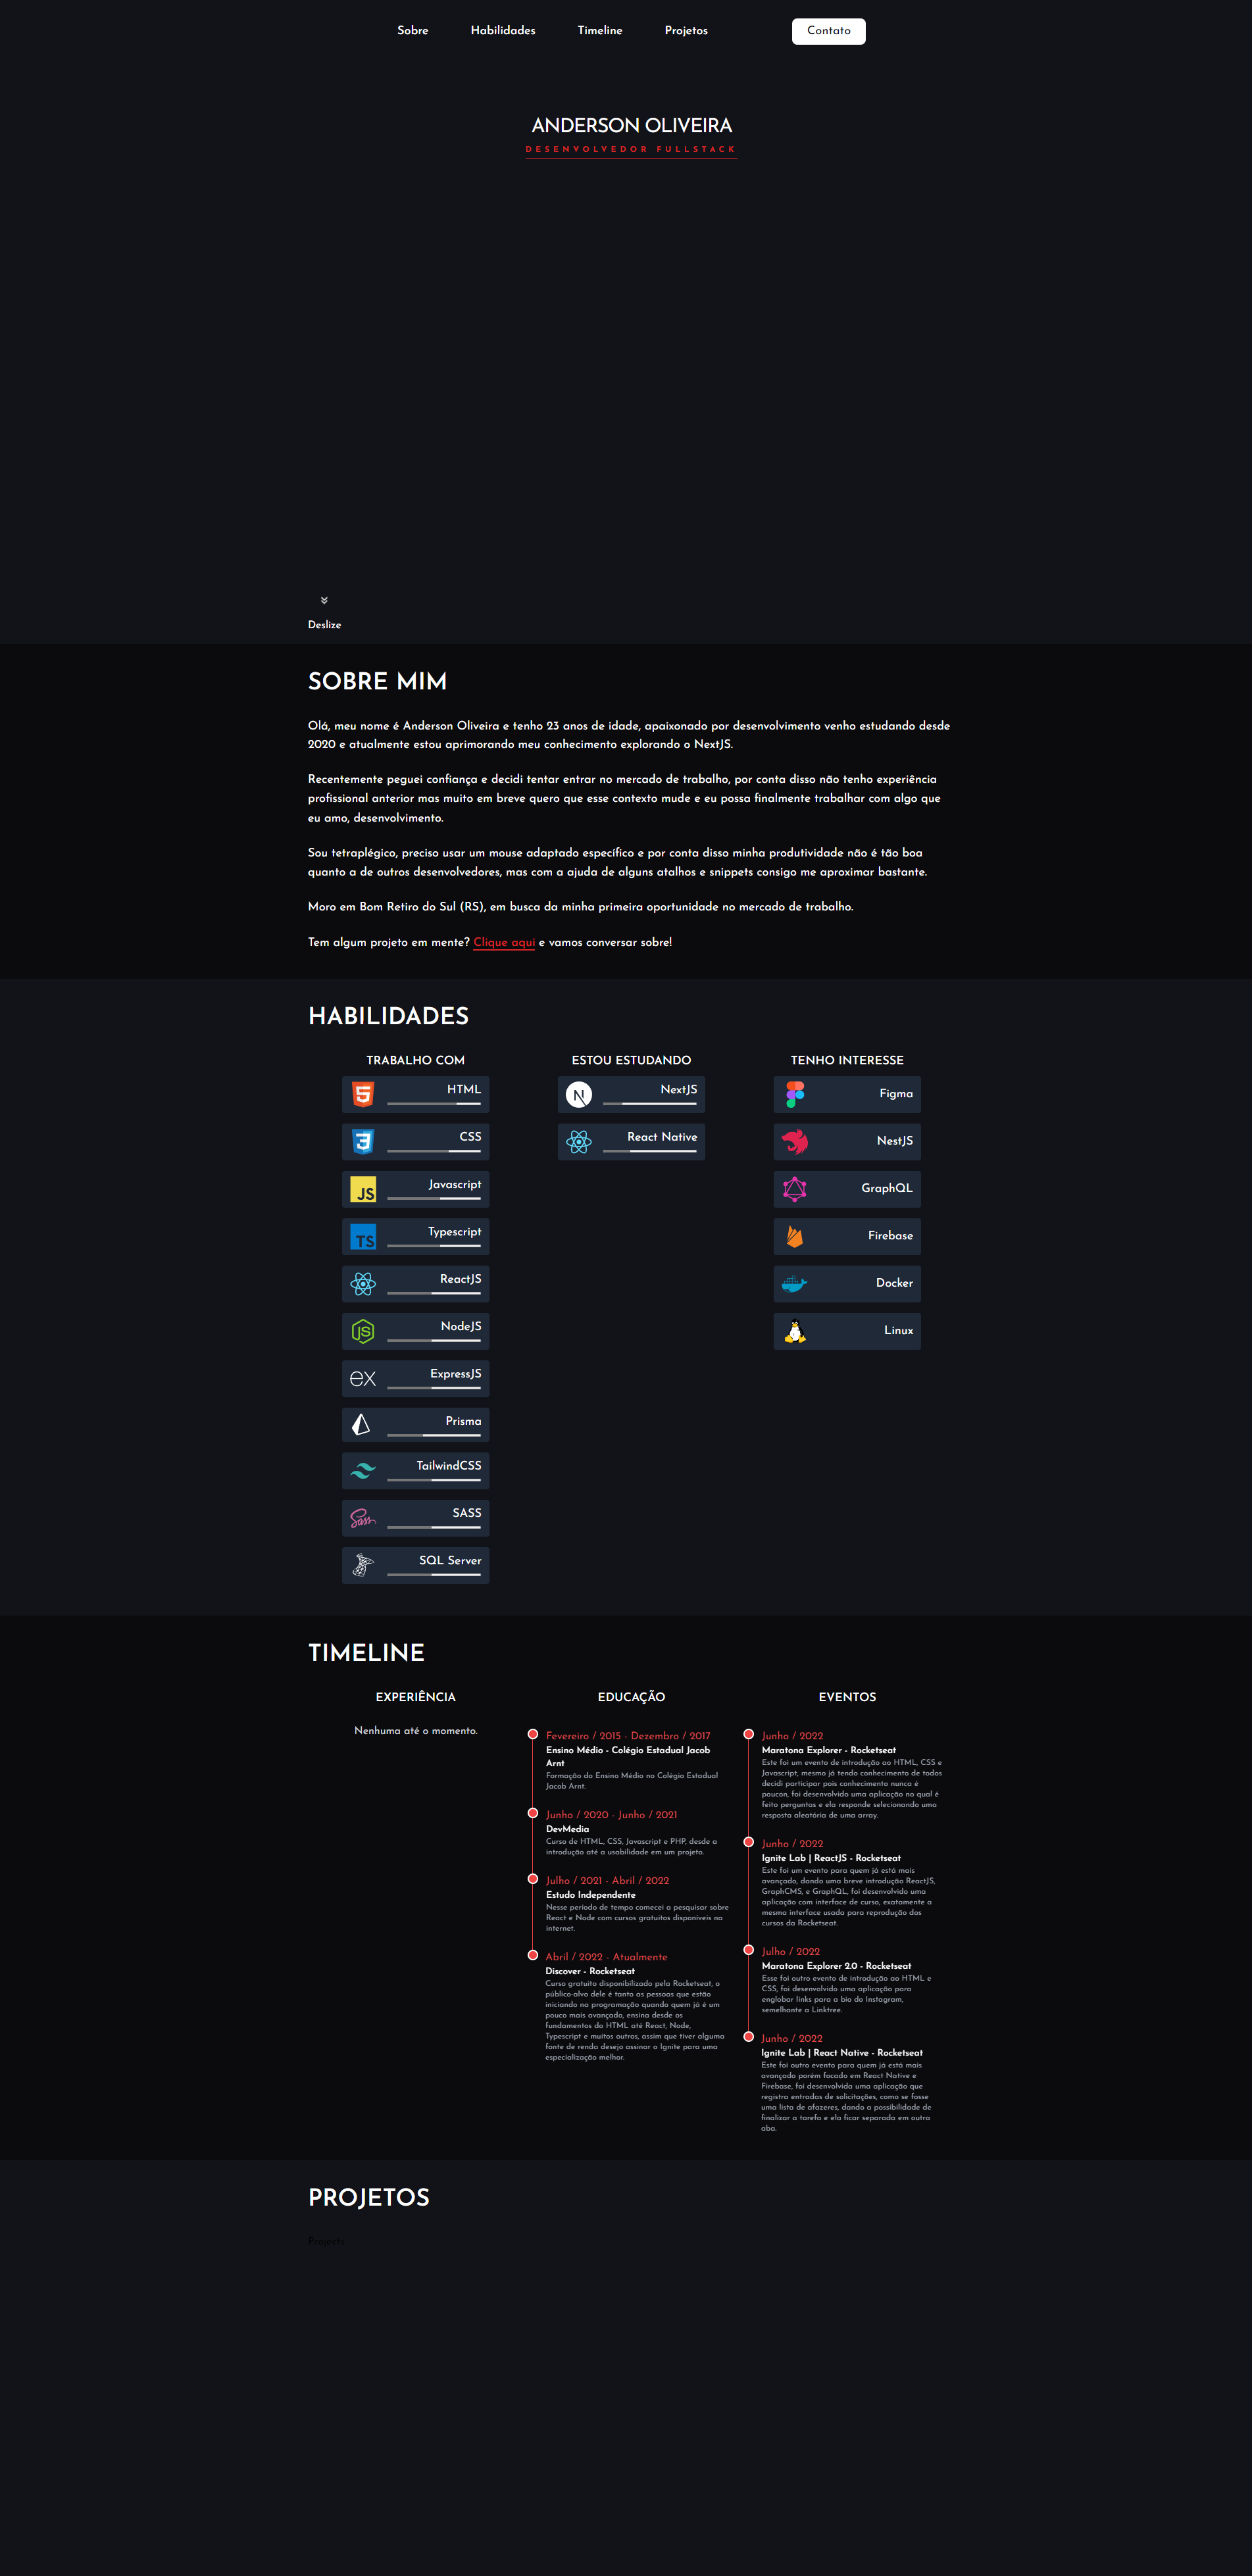 Sobre
Habilidades
Timeline
Projetos
Contato
ANDERSON OLIVEIRA
DESENVOLVEDOR FULLSTACK
Deslize
SOBRE MIM
Olá, meu nome é Anderson Oliveira e tenho 23 anos de idade, apaixonado por desenvolvimento venho estudando desde
2020 e atualmente estou aprimorando meu conhecimento explorando o NextJS.
Recentemente peguei confiança e decidi tentar entrar no mercado de trabalho, por conta disso não tenho experiência
profissional anterior mas muito em breve quero que esse contexto mude e eu possa finalmente trabalhar com algo que
eu amo, desenvolvimento.
Sou tetraplégico, preciso usar um mouse adaptado específico e por conta disso minha produtividade não é tão boa
quanto a de outros desenvolvedores, mas com a ajuda de alguns atalhos e snippets consigo me aproximar bastante.
Moro em Bom Retiro do Sul (RS), em busca da minha primeira oportunidade no mercado de trabalho.
Tem algum projeto em mente? Clique aqui e vamos conversar sobre!
HABILIDADES
TRABALHO COM
HTML
CSS
JS Javascript
TS Typescript
ReactJS
NodeJS
ex ExpressJS
Prisma
TailwindCSS
Sass SASS
SQL Server
ESTOU ESTUDANDO
N NextJS
React Native
TENHO INTERESSE
Figma
NestJS
GraphQL
Firebase
Docker
Linux
TIMELINE
EXPERIÊNCIA
Nenhuma até o momento.
EDUCAÇÃO
Fevereiro / 2015 - Dezembro / 2017
Ensino Médio - Colégio Estadual Jacob
Arnt
Formação do Ensino Médio no Colégio Estadual
Jacob Arnt.
Junho / 2020 - Junho / 2021
DevMedia
Curso de HTML, CSS, Javascript e PHP, desde a
introdução até a usabilidade em um projeto.
Julho / 2021 - Abril / 2022
Estudo Independente
Nesse período de tempo comecei a pesquisar sobre
React e Node com cursos gratuitos disponíveis na
internet.
Abril / 2022 - Atualmente
Discover - Rocketseat
Curso gratuito disponibilizado pela Rocketseat, o
público-alvo dele é tanto as pessoas que estão
iniciando na programação quando quem já é um
pouco mais avançado, ensina desde os
fundamentos do HTML até React, Node,
Typescript e muitos outros, assim que tiver alguma
fonte de renda desejo assinar o Ignite para uma
especialização melhor.
EVENTOS
Junho / 2022
Maratona Explorer - Rocketseat
Este foi um evento de introdução ao HTML, CSS e
Javascript, mesmo já tendo conhecimento de todos
decidi participar pois conhecimento nunca é
poucon, foi desenvolvido uma aplicação no qual é
feito perguntas e ela responde selecionando uma
resposta aleatória de uma array.
Junho / 2022
Ignite Lab | ReactJS - Rocketseat
Este foi um evento para quem já está mais
avançado, dando uma breve introdução ReactJS,
GraphCMS, e GraphQL, foi desenvolvido uma
aplicação com interface de curso, exatamente a
mesma interface usada para reprodução dos
cursos da Rocketseat.
Julho / 2022
Maratona Explorer 2.0 - Rocketseat
Esse foi outro evento de introdução ao HTML e
CSS, foi desenvolvido uma aplicação para
englobar links para a bio do Instagram,
semelhante a Linktree.
Junho / 2022
Ignite Lab | React Native - Rocketseat
Este foi outro evento para quem já está mais
avançado porém focado em React Native e
Firebase, foi desenvolvida uma aplicação que
registra entradas de solicitações, como se fosse
uma lista de afazeres, dando a possibilidade de
finalizar a tarefa e ela ficar separada em outra
aba.
PROJETOS
Projects